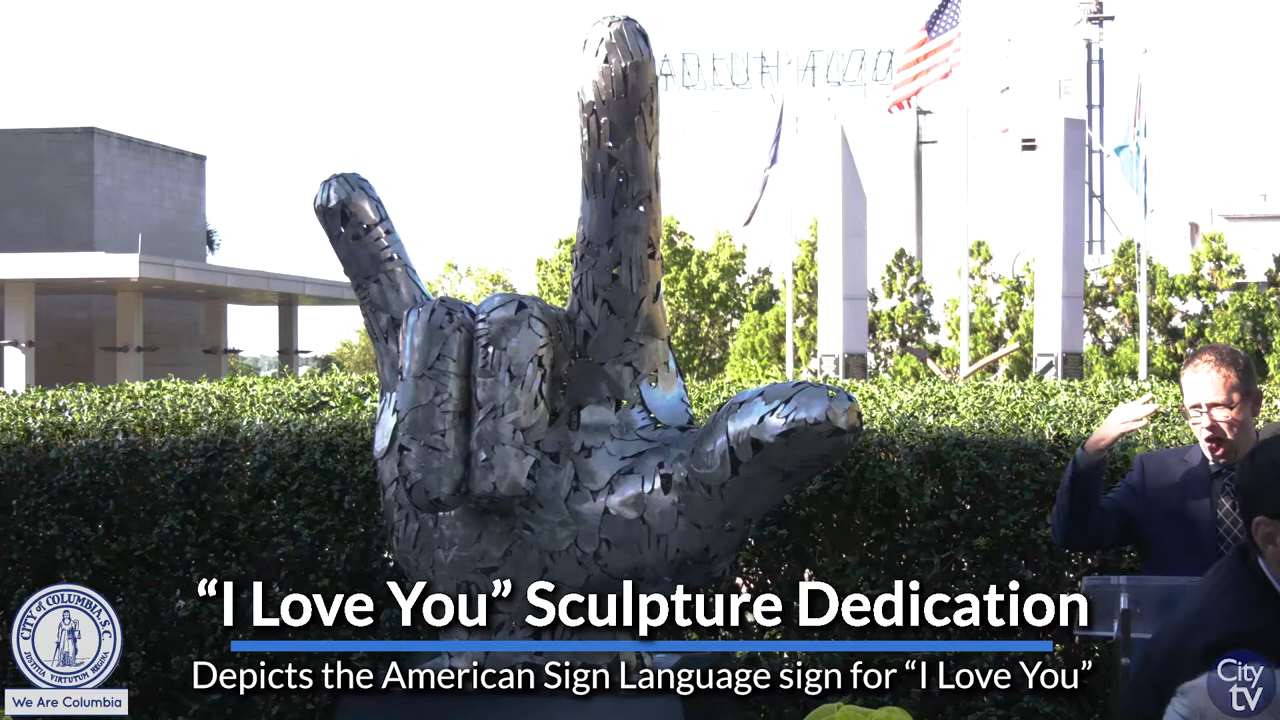 “I Love You” Sculpture Dedication
Depicts the American Sign Language sign for “I Love You”
CITY of COLUMBIA, S.C.
JUSTITIA VIRTUTUM REGINA
We Are Columbia
City
tv